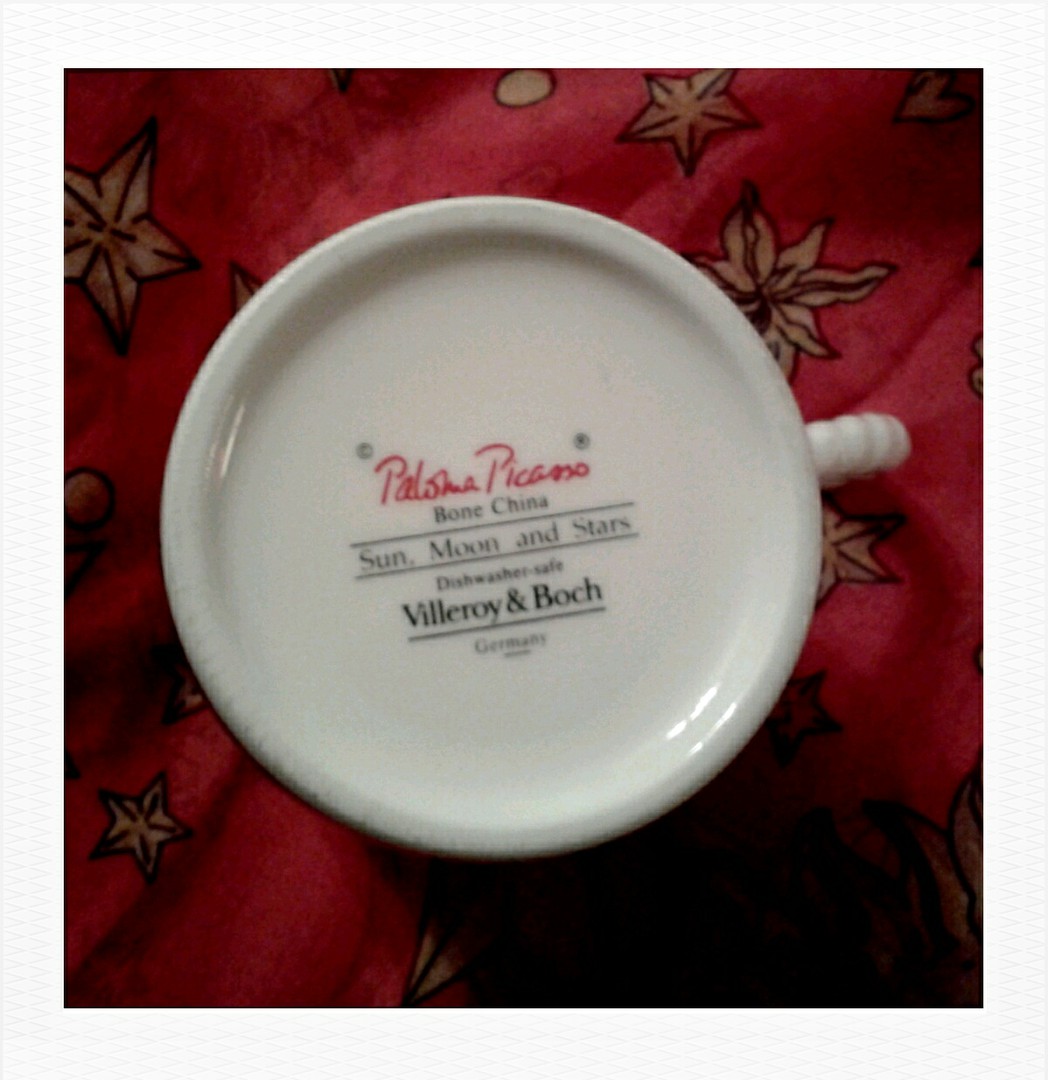 © Paloma Picasso ®
Bone China
Sun, Moon and Stars
Dishwasher-safe
Villeroy & Boch
Germany